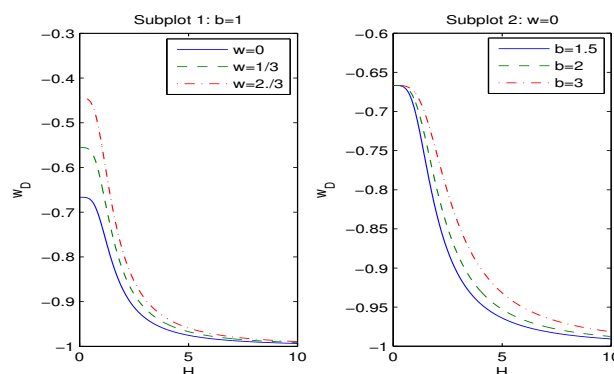 Subplot 1: b=1
−0.3
−0.4
−0.5
−0.6
−0.7
−0.8
−0.9
−1
0
5
10
H
w_D
w=0
w=1/3
w=2./3
Subplot 2: w=0
−0.6
−0.65
−0.7
−0.75
−0.8
−0.85
−0.9
−0.95
−1
0
5
10
H
w_D
b=1.5
b=2
b=3